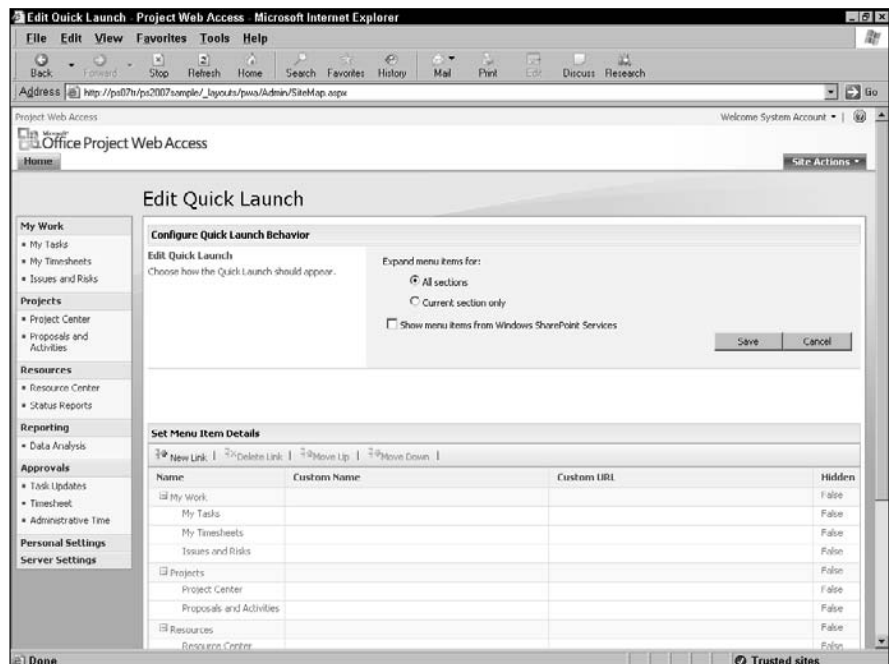 Edit Quick Launch - Project Web Access - Microsoft Internet Explorer
File Edit View Favorites Tools Help
Back Forward Stop Refresh Home Search Favorites History Mail Print Edit Discuss Research
Address http://ps07tr/ps2007sample/_layouts/pwa/Admin/SiteMap.aspx Go
Project Web Access Welcome System Account
Microsoft
Office Project Web Access
Home Site Actions
Edit Quick Launch
My Work
My Tasks
My Timesheets
Issues and Risks
Projects
Project Center
Proposals and
Activities
Resources
Resource Center
Status Reports
Reporting
Data Analysis
Approvals
Task Updates
Timesheet
Administrative Time
Personal Settings
Server Settings
Configure Quick Launch Behavior
Edit Quick Launch
Choose how the Quick Launch should appear.
Expand menu items for:
All sections
Current section only
Show menu items from Windows SharePoint Services
Save Cancel
Set Menu Item Details
New Link | Delete Link | Move Up | Move Down |
Name Custom Name Custom URL Hidden
My Work False
My Tasks False
My Timesheets False
Issues and Risks False
Projects False
Project Center False
Proposals and Activities False
Resources False
Resource Center False
Done Trusted sites